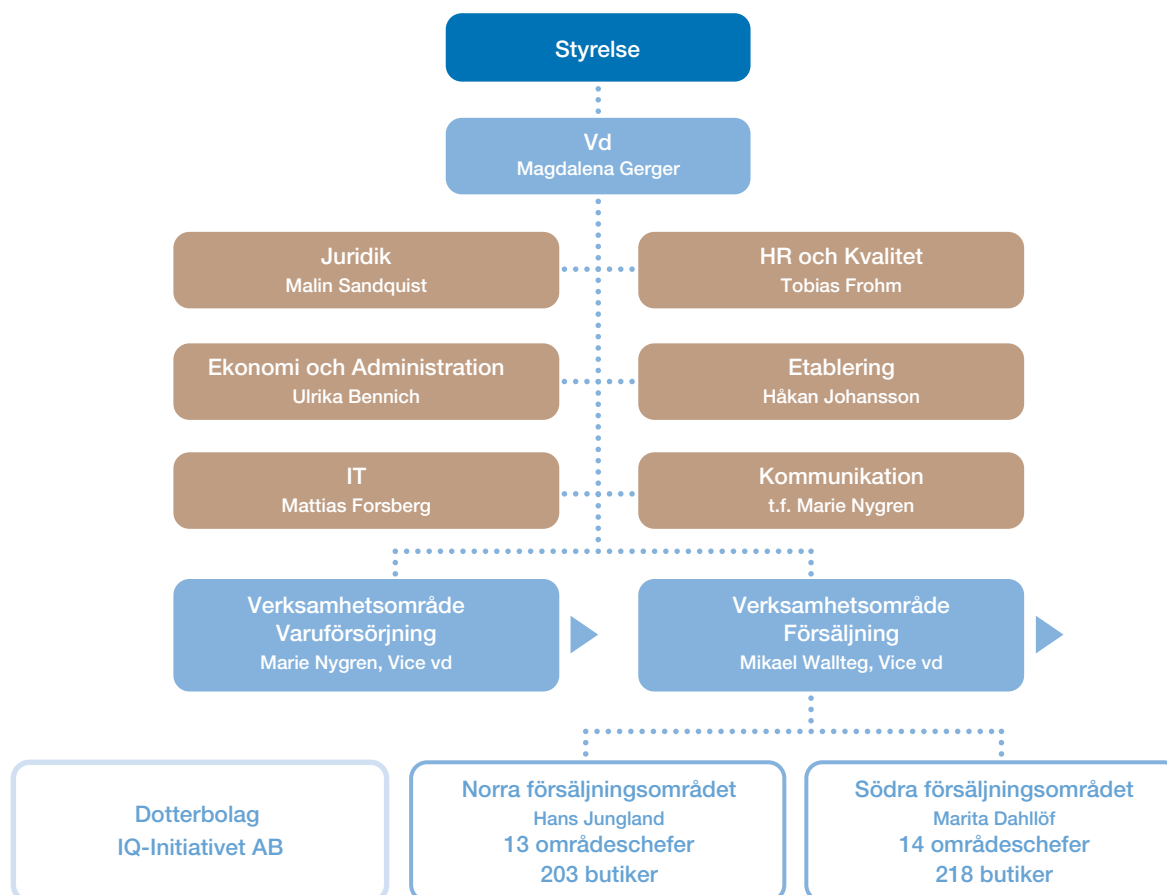 Styrelse
Vd
Magdalena Gerger
Juridik
Malin Sandquist
HR och Kvalitet
Tobias Frohm
Ekonomi och Administration
Ulrika Bennich
Etablering
Håkan Johansson
IT
Mattias Forsberg
Kommunikation
t.f. Marie Nygren
Verksamhetsområde
Varuförsörjning
Marie Nygren, Vice vd
Verksamhetsområde
Försäljning
Mikael Wallteg, Vice vd
Dotterbolag
IQ-Initiativet AB
Norra försäljningsområdet
Hans Jungland
13 områdeschefer
203 butiker
Södra försäljningsområdet
Marita Dahllöf
14 områdeschefer
218 butiker